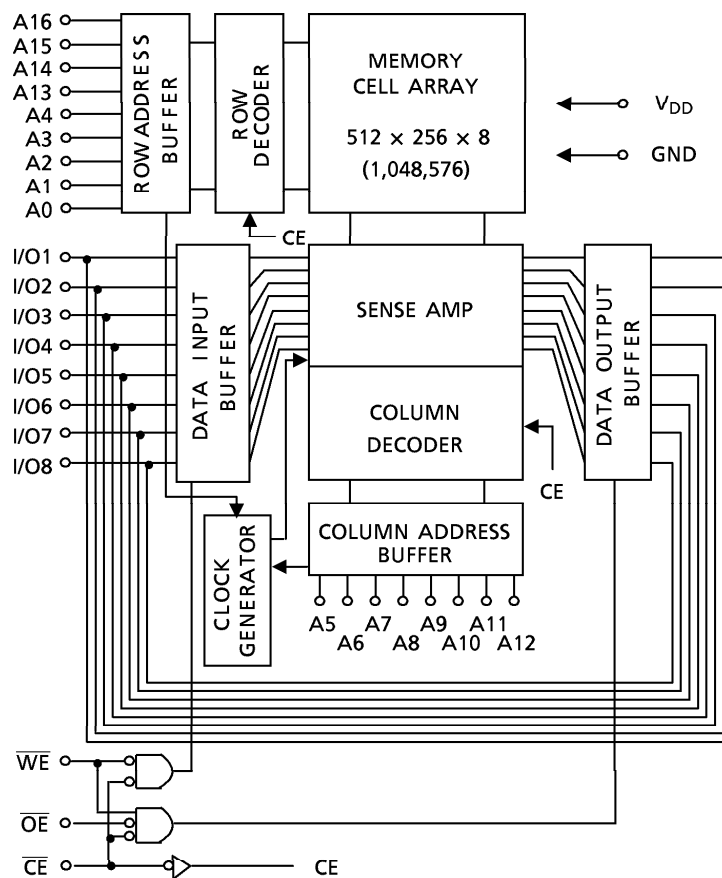 A16
A15
A14
A13
A4
A3
A2
A1
A0
ROW ADDRESS
BUFFER
ROW
DECODER
MEMORY
CELL ARRAY
512 × 256 × 8
(1,048,576)
V_DD
GND
CE
I/O1
I/O2
I/O3
I/O4
I/O5
I/O6
I/O7
I/O8
DATA INPUT
BUFFER
SENSE AMP
COLUMN
DECODER
DATA OUTPUT
BUFFER
CE
CLOCK
GENERATOR
COLUMN ADDRESS
BUFFER
A5 A7 A9 A11
A6 A8 A10 A12
W̅E̅
O̅E̅
C̅E̅
CE